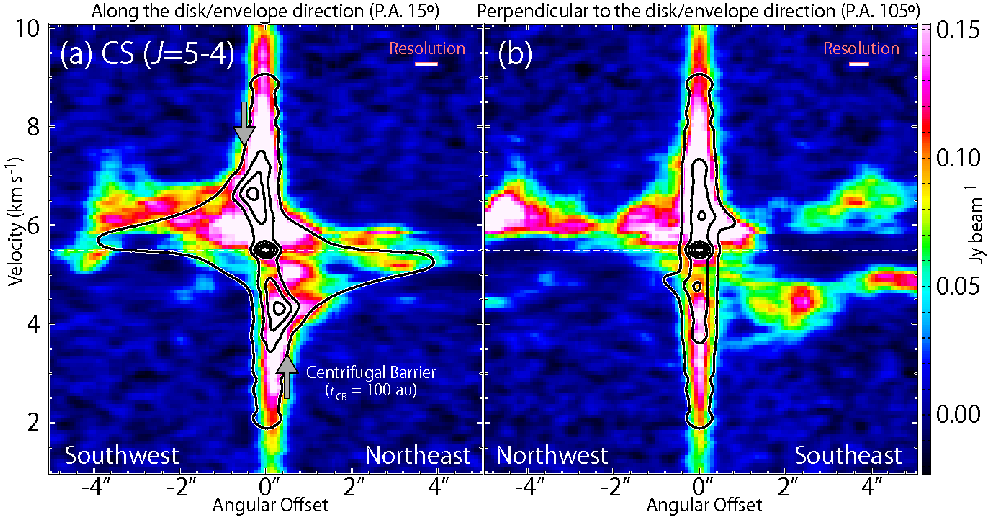 Along the disk/envelope direction (P.A. 15º)
Perpendicular to the disk/envelope direction (P.A. 105º)
(a) CS (J=5-4)
Resolution
(b)
Resolution
10
8
6
4
2
Velocity (km s⁻¹)
Centrifugal Barrier
(rCB = 100 au)
Southwest
Northeast
Northwest
Southeast
-4″ -2″ 0″ 2″ 4″
-4″ -2″ 0″ 2″ 4″
Angular Offset
Angular Offset
0.15
0.10
0.05
0.00
Jy beam⁻¹